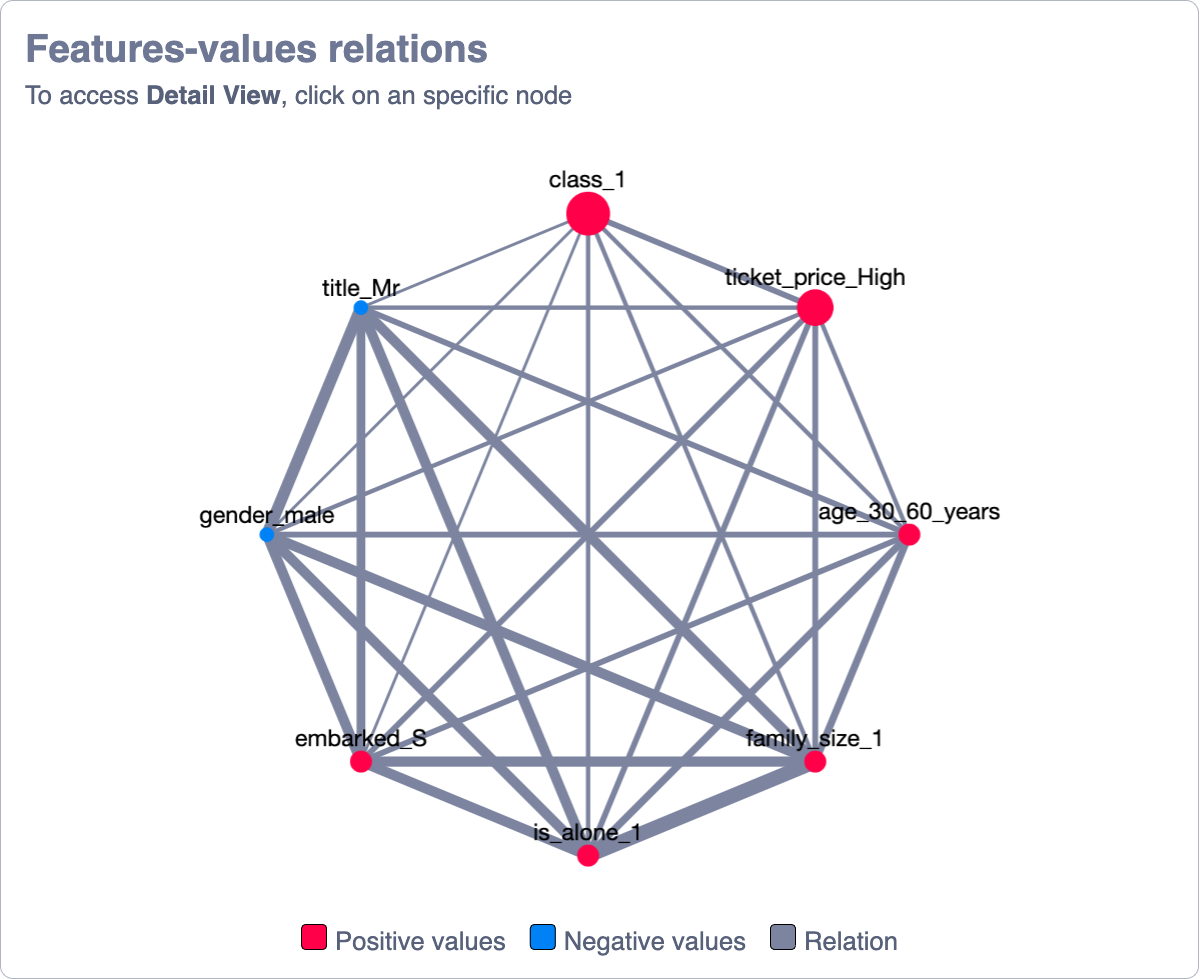 Features-values relations
To access Detail View, click on an specific node
class_1
ticket_price_High
title_Mr
age_30_60_years
gender_male
embarked_S
family_size_1
is_alone_1
Positive values
Negative values
Relation